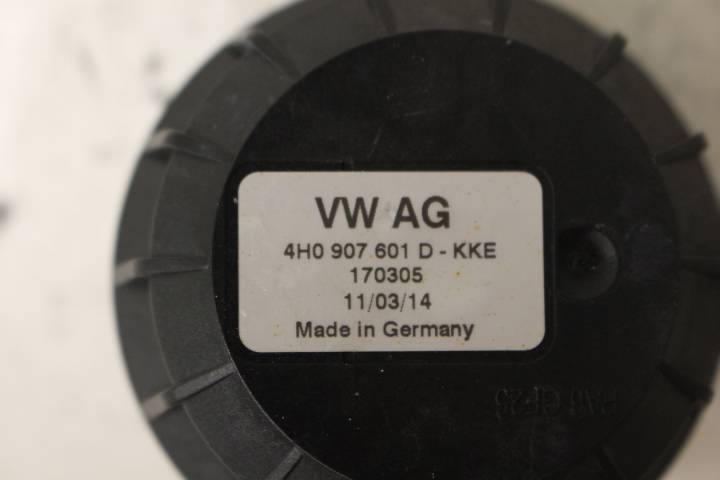 VW AG
4H0 907 601 D - KKE
170305
11/03/14
Made in Germany